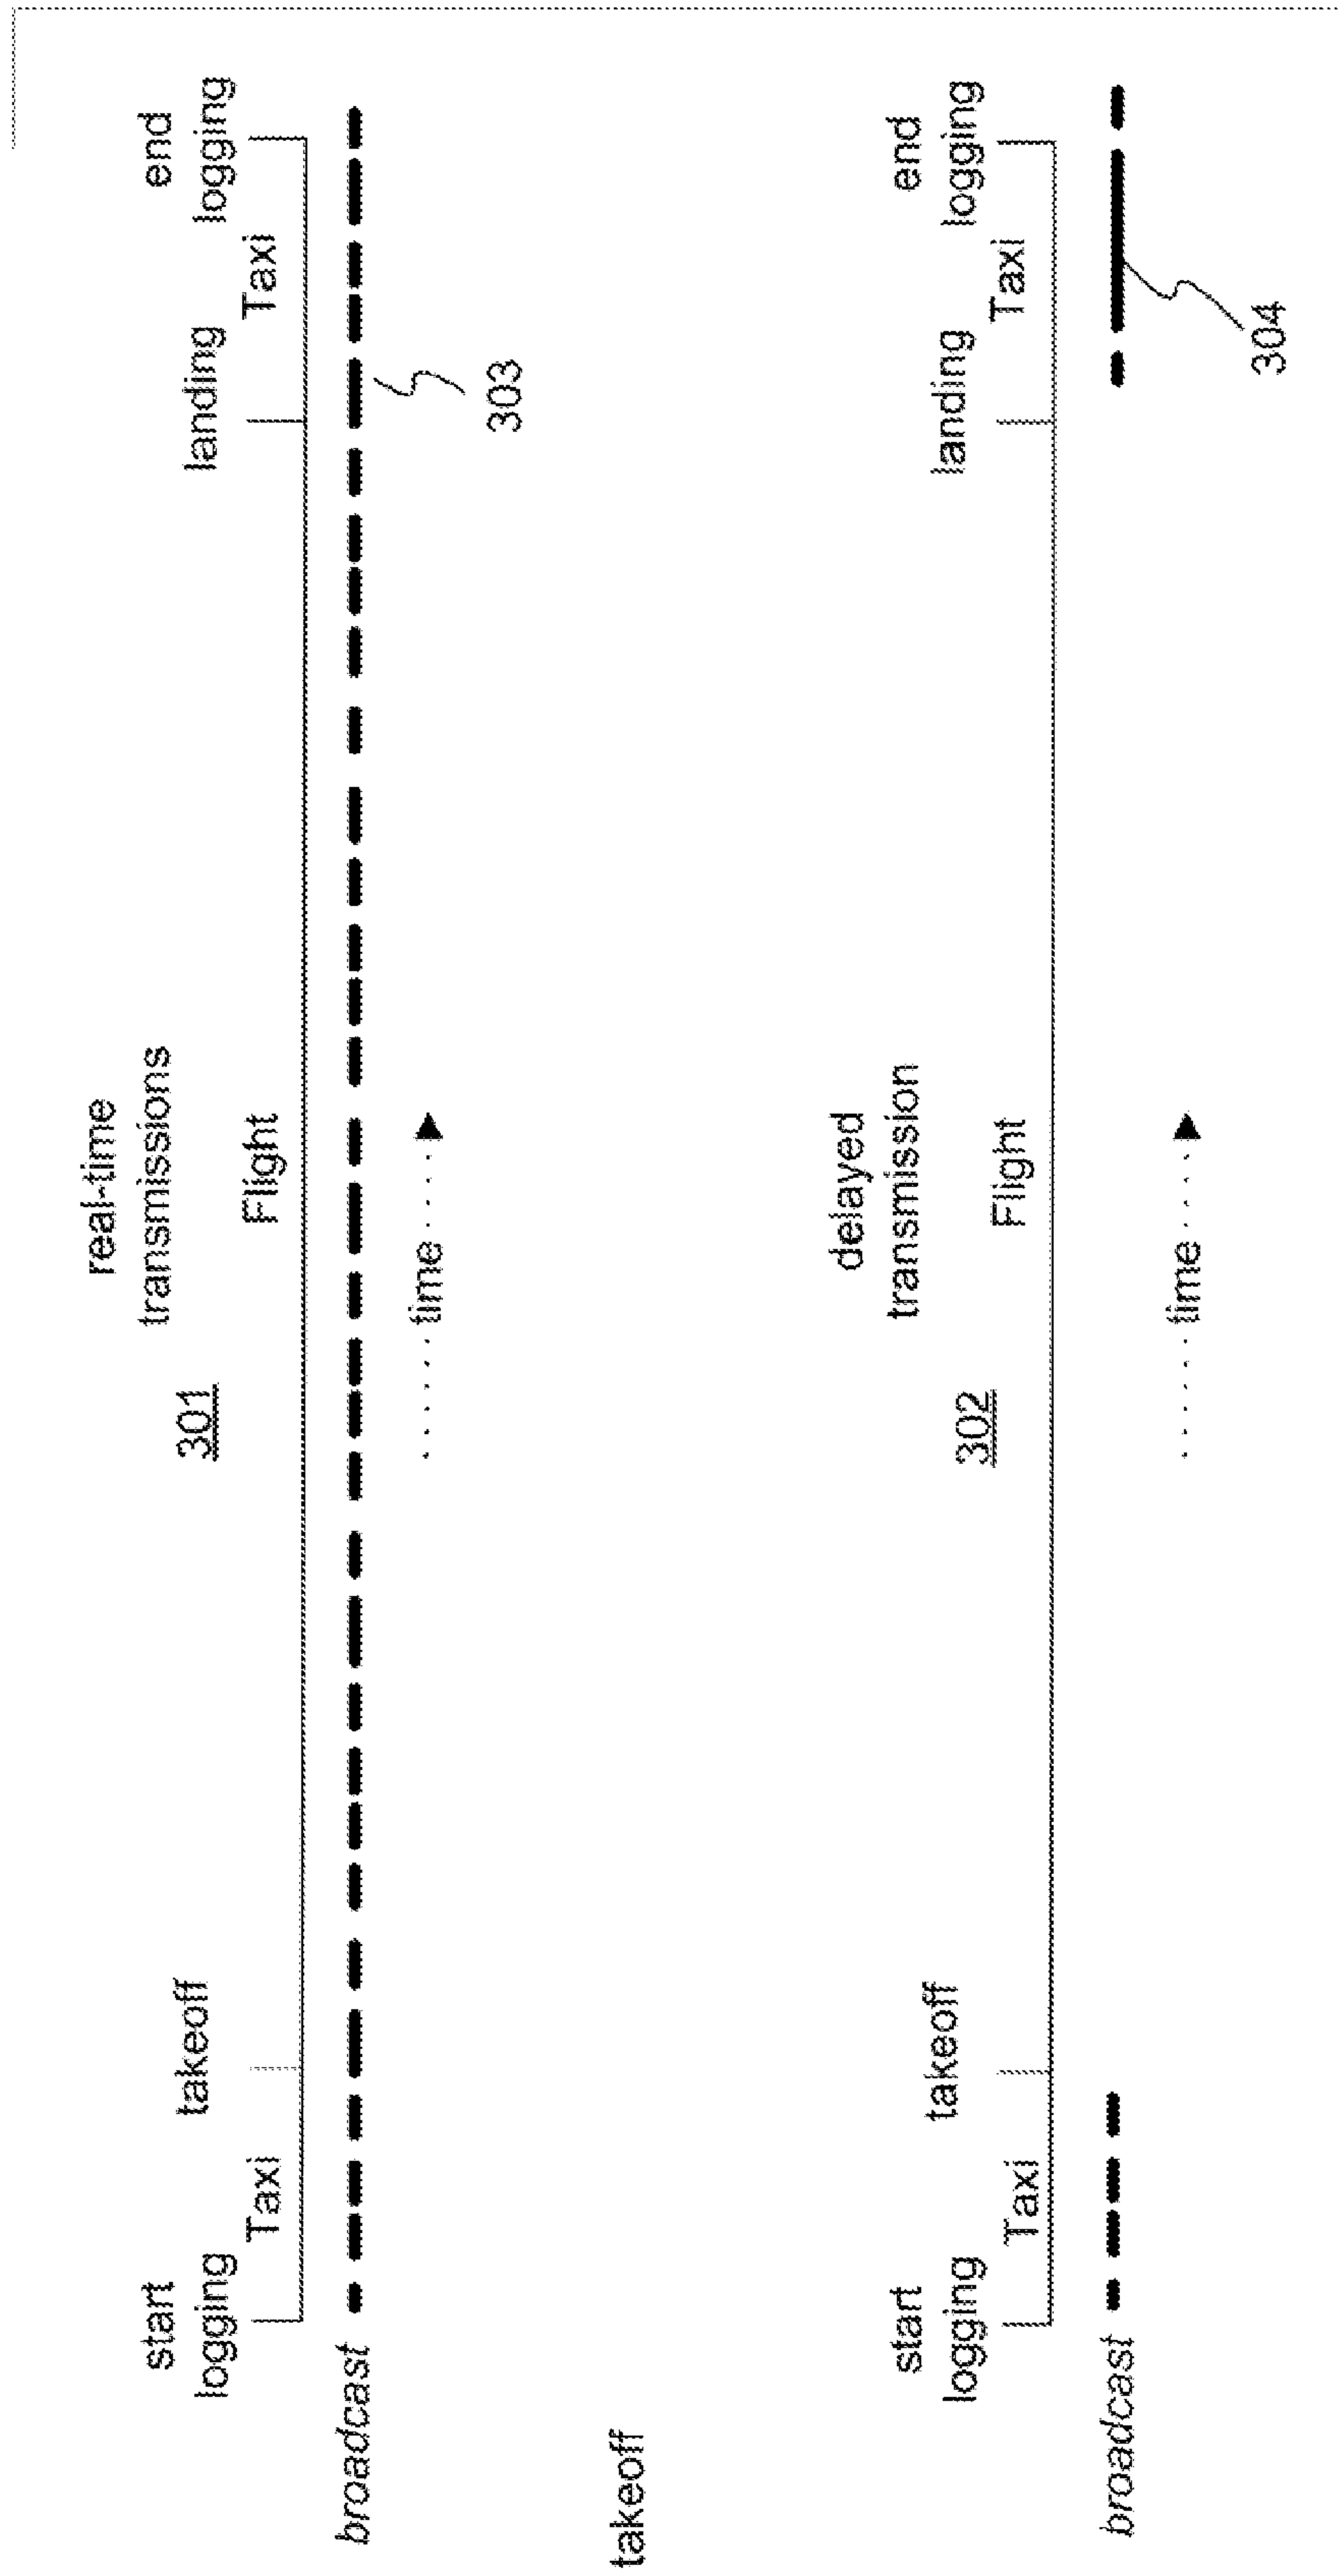 real-time
transmissions
301
start
logging
takeoff
landing
end
logging
Taxi
Flight
Taxi
broadcast
303
time
takeoff
delayed
transmission
302
start
logging
takeoff
landing
end
logging
Taxi
Flight
Taxi
broadcast
304
time